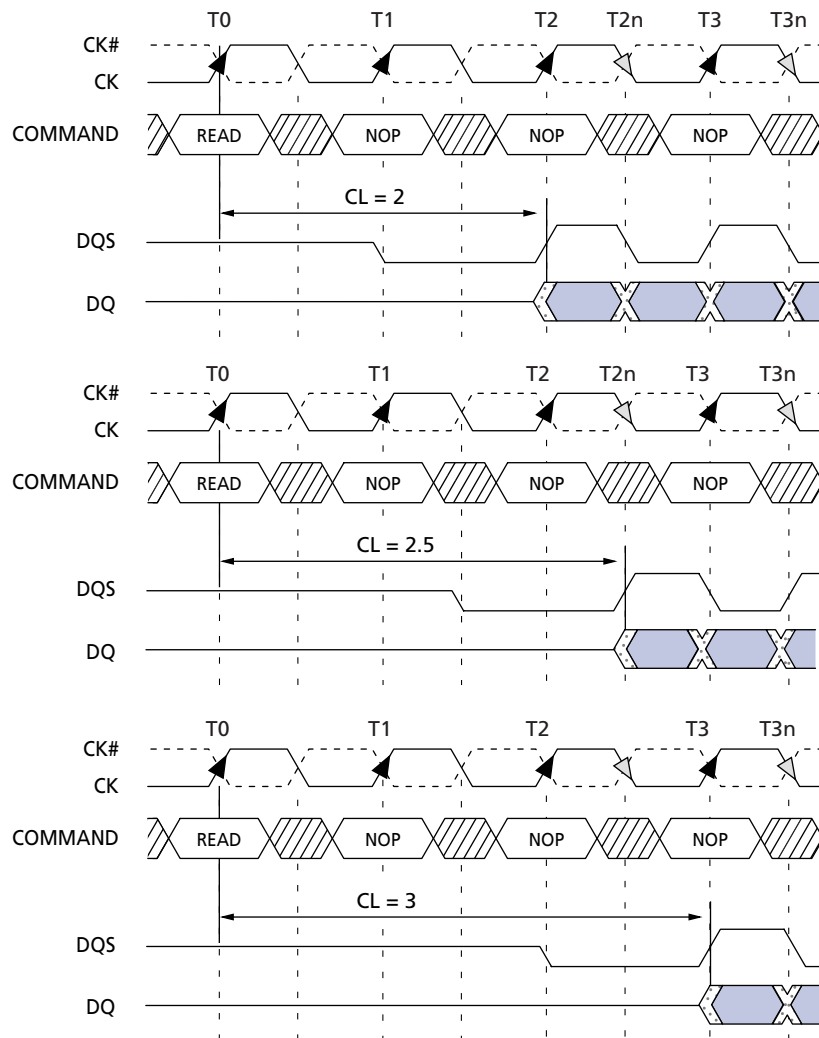 T0 T1 T2 T2n T3 T3n
CK#
CK
COMMAND READ NOP NOP NOP
CL = 2
DQS
DQ
T0 T1 T2 T2n T3 T3n
CK#
CK
COMMAND READ NOP NOP NOP
CL = 2.5
DQS
DQ
T0 T1 T2 T2n T3 T3n
CK#
CK
COMMAND READ NOP NOP NOP
CL = 3
DQS
DQ